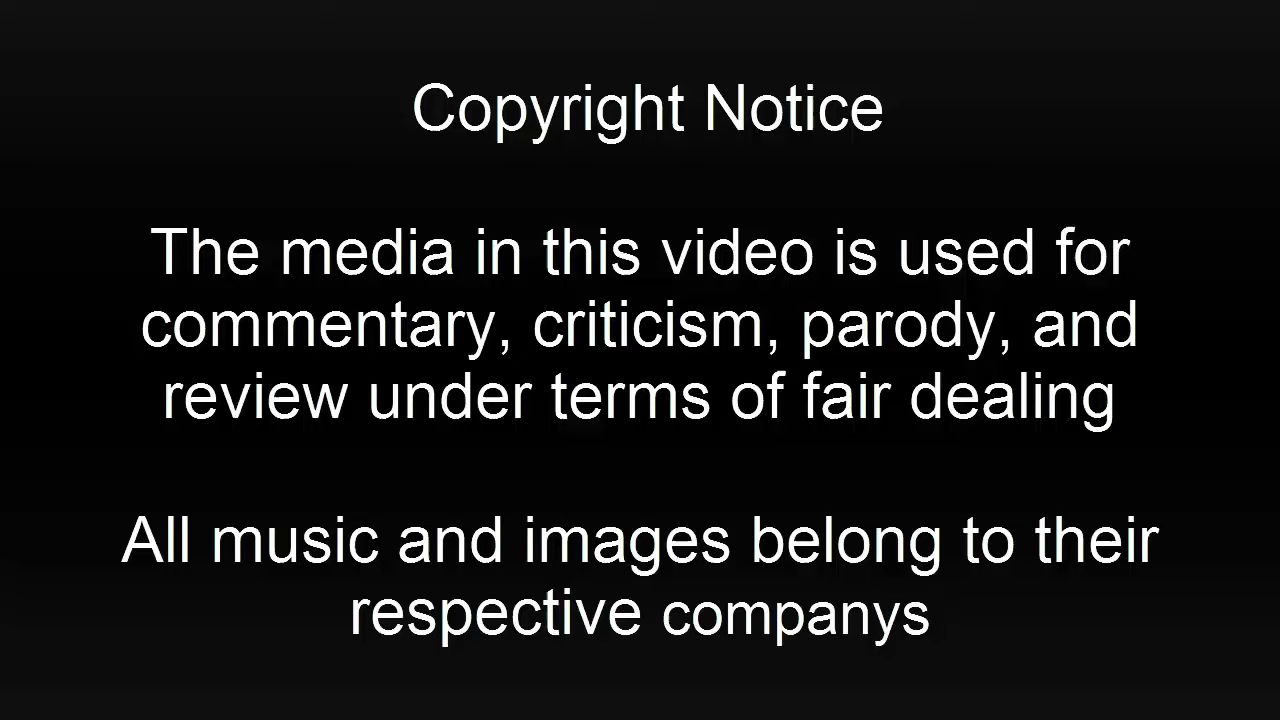 Copyright Notice
The media in this video is used for
commentary, criticism, parody, and
review under terms of fair dealing
All music and images belong to their
respective companys